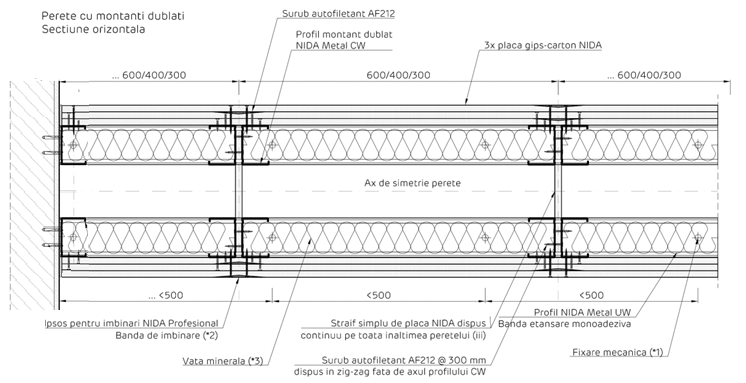 Perete cu montanti dublati
Sectiune orizontala
Surub autofiletant AF212
Profil montant dublat
NIDA Metal CW
3x placa gips-carton NIDA
... 600/400/300
600/400/300
... 600/400/300
Ax de simetrie perete
... <500
<500
<500
Ipsos pentru imbinari NIDA Profesional
Banda de imbinare (*2)
Straif simplu de placa NIDA dispus
continuu pe toata inaltimea peretelui (iii)
Profil NIDA Metal UW
Banda etansare monoadeziva
Vata minerala (*3)
Surub autofiletant AF212 @ 300 mm
dispus in zig-zag fata de axul profilului CW
Fixare mecanica (*1)